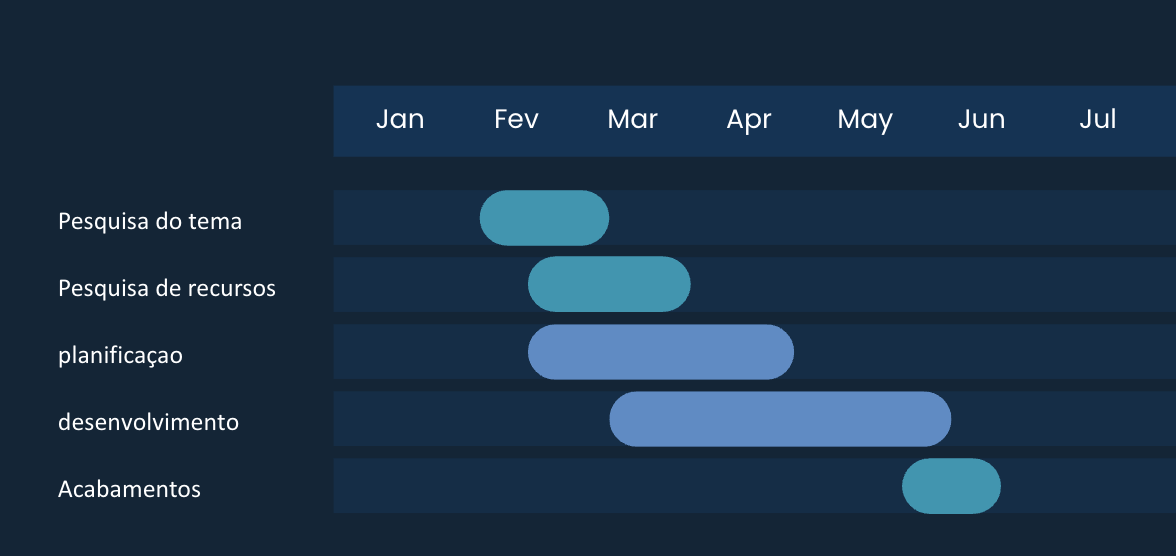 Jan Fev Mar Apr May Jun Jul
Pesquisa do tema
Pesquisa de recursos
planificaçao
desenvolvimento
Acabamentos